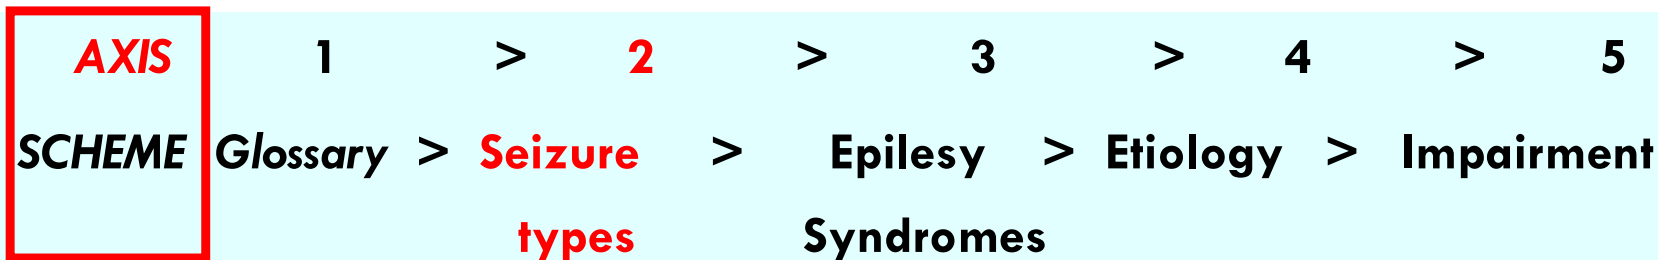 AXIS 1 > 2 > 3 > 4 > 5
SCHEME Glossary > Seizure > Epilesy > Etiology > Impairment
types Syndromes